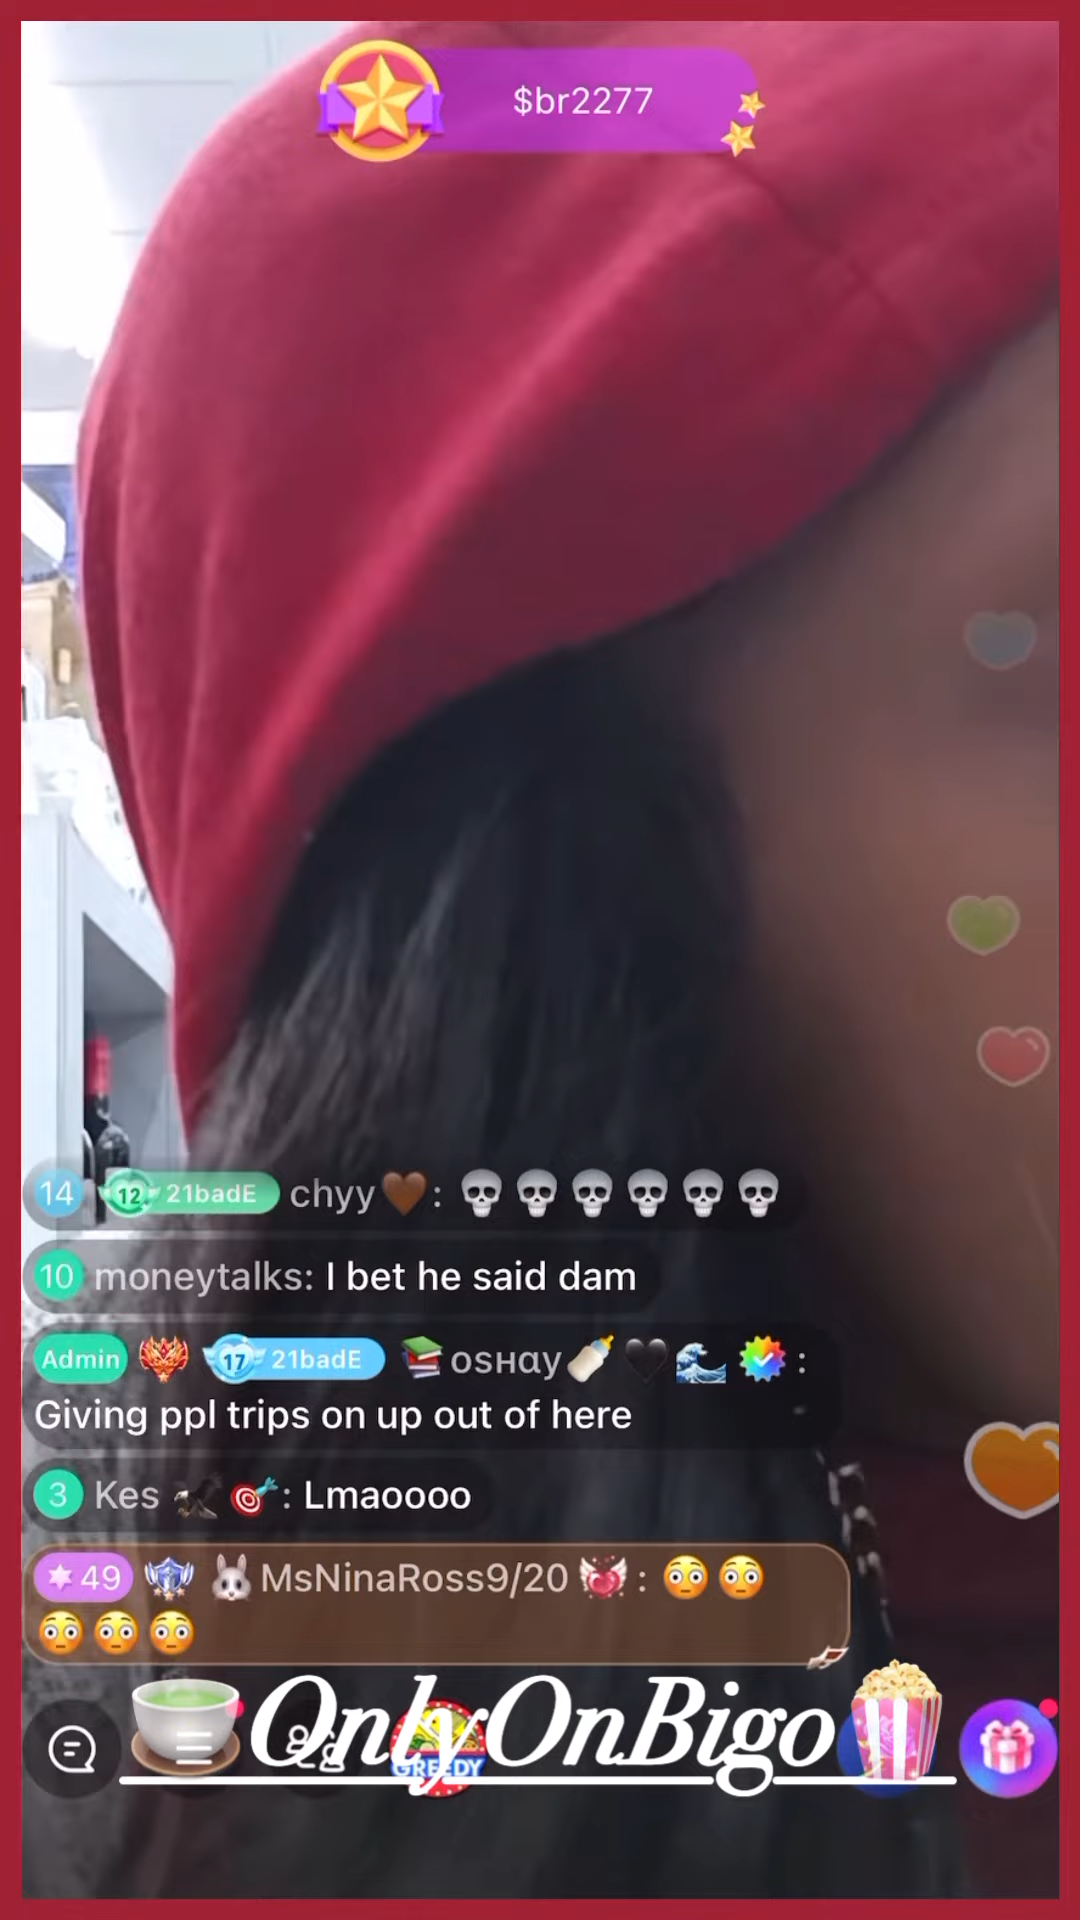 $br2277
14 12 21badE chyy🤎: 💀💀💀💀💀💀
10 moneytalks: I bet he said dam
Admin 17 21badE 📚osнαy🍼🖤🌊 :
Giving ppl trips on up out of here
3 Kes 🦅🎯: Lmaoooo
49 🐰MsNinaRoss9/20💘: 😳😳
😳😳😳
🍵OnlyOnBigo🍿
GREEDY